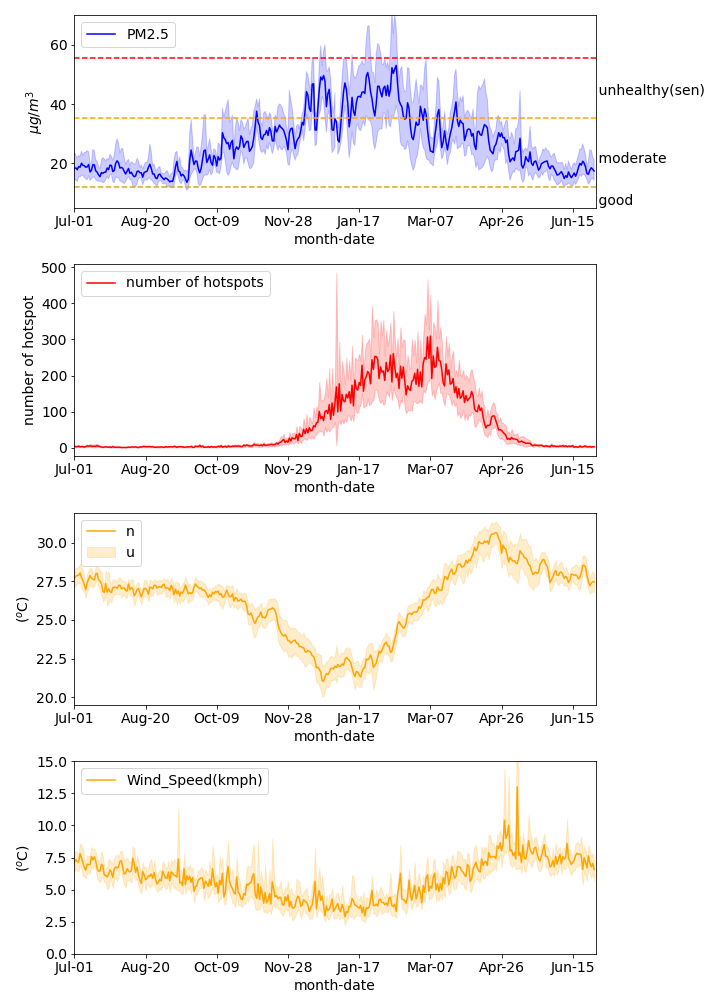 PM2.5
60
40
20
μg/m³
unhealthy(sen)
moderate
good
Jul-01 Aug-20 Oct-09 Nov-28 Jan-17 Mar-07 Apr-26 Jun-15
month-date
number of hotspots
500
400
300
200
100
0
number of hotspot
Jul-01 Aug-20 Oct-09 Nov-29 Jan-17 Mar-07 Apr-26 Jun-15
month-date
n
u
30.0
27.5
25.0
22.5
20.0
(°C)
Jul-01 Aug-20 Oct-09 Nov-28 Jan-17 Mar-07 Apr-26 Jun-15
month-date
Wind_Speed(kmph)
15.0
12.5
10.0
7.5
5.0
2.5
0.0
(°C)
Jul-01 Aug-20 Oct-09 Nov-28 Jan-17 Mar-07 Apr-26 Jun-15
month-date